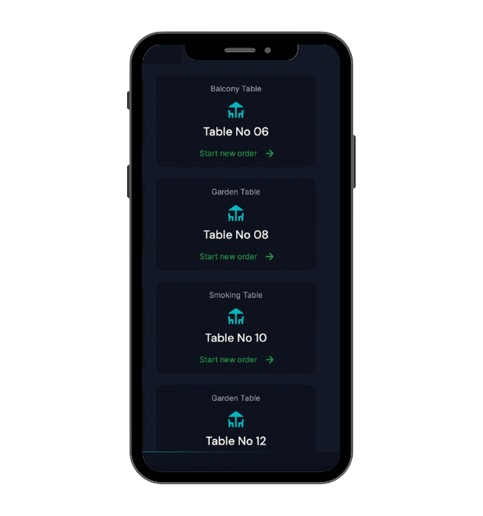 Balcony Table
Table No 06
Start new order
Garden Table
Table No 08
Start new order
Smoking Table
Table No 10
Start new order
Garden Table
Table No 12